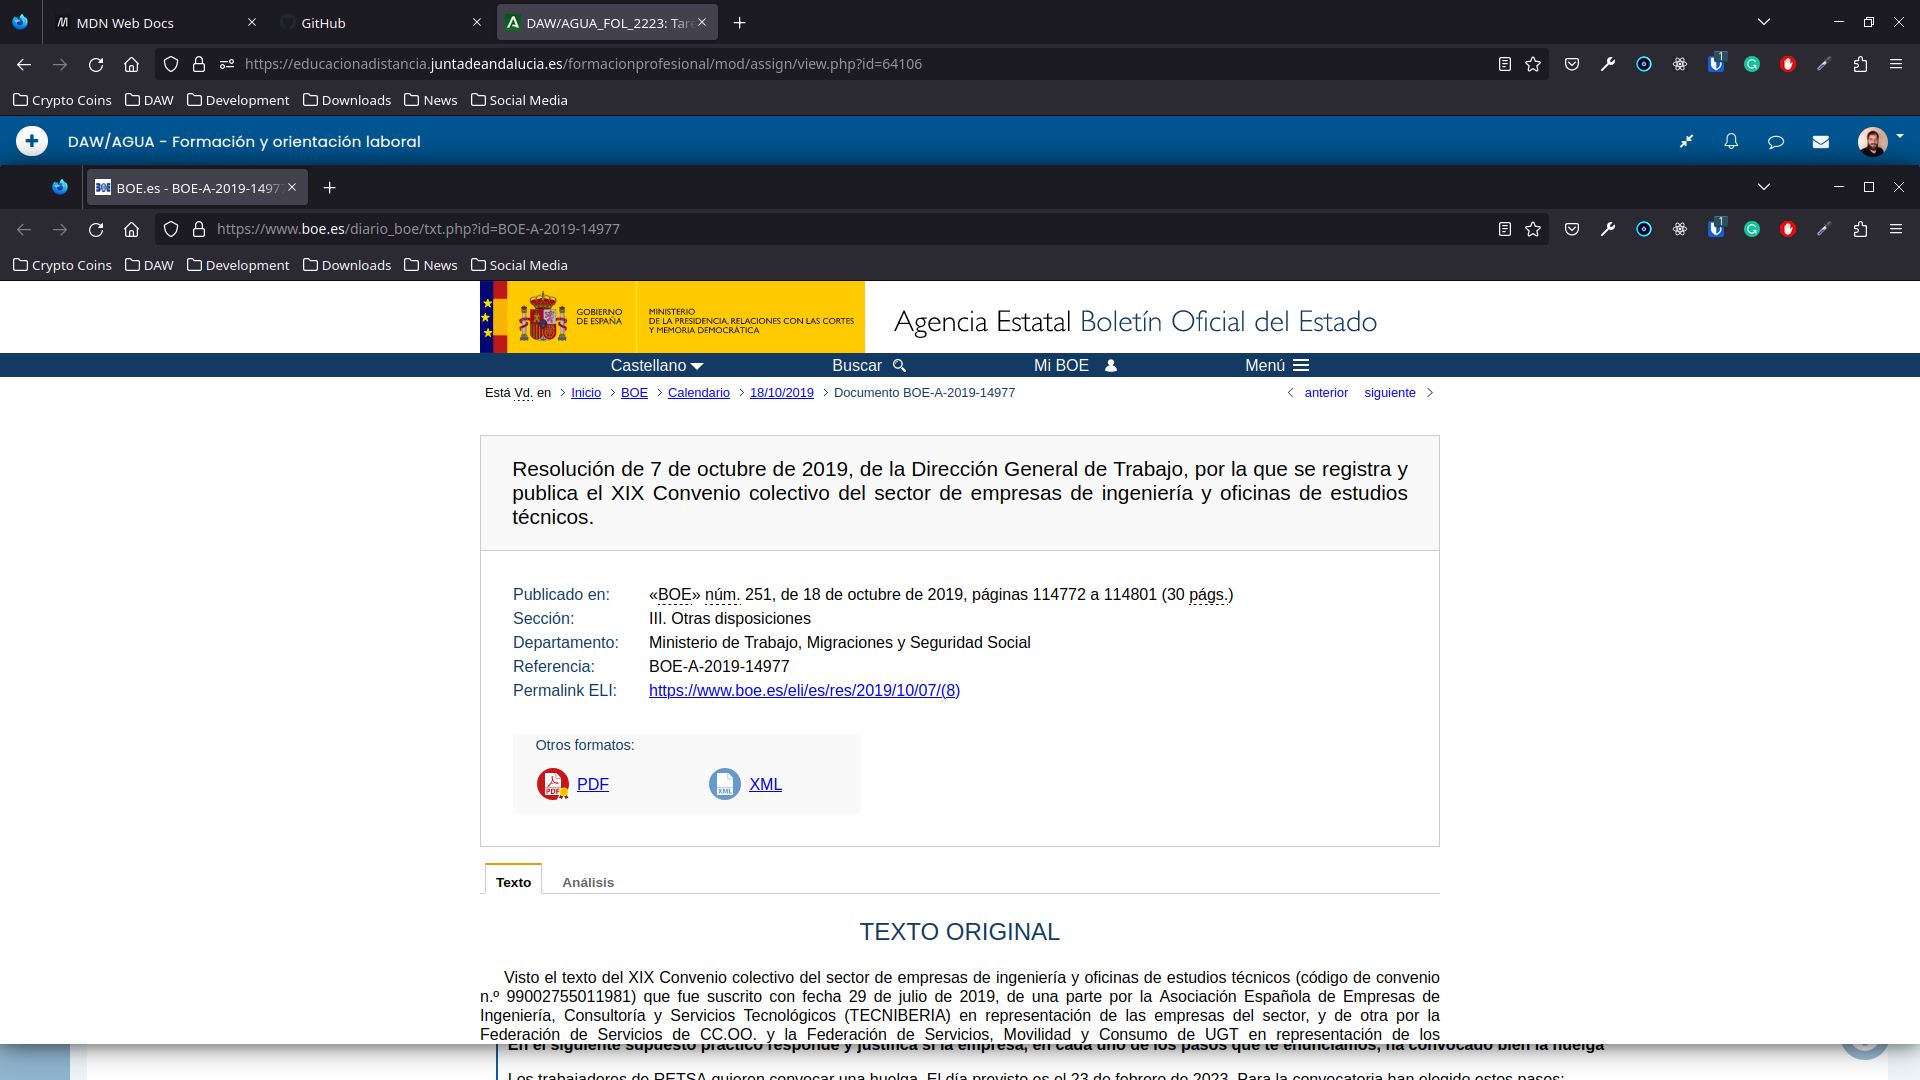 MDN Web Docs
GitHub
DAW/AGUA_FOL_2223: Tar
https://educacionadistancia.juntadeandalucia.es/formacionprofesional/mod/assign/view.php?id=64106
Crypto Coins DAW Development Downloads News Social Media
DAW/AGUA - Formación y orientación laboral
BOE.es - BOE-A-2019-1497
https://www.boe.es/diario_boe/txt.php?id=BOE-A-2019-14977
Crypto Coins DAW Development Downloads News Social Media
GOBIERNO
DE ESPAÑA
MINISTERIO
DE LA PRESIDENCIA, RELACIONES CON LAS CORTES
Y MEMORIA DEMOCRÁTICA
Agencia Estatal Boletín Oficial del Estado
Castellano Buscar Mi BOE Menú
Está Vd. en > Inicio > BOE > Calendario > 18/10/2019 > Documento BOE-A-2019-14977
< anterior siguiente >
Resolución de 7 de octubre de 2019, de la Dirección General de Trabajo, por la que se registra y
publica el XIX Convenio colectivo del sector de empresas de ingeniería y oficinas de estudios
técnicos.
Publicado en: «BOE» núm. 251, de 18 de octubre de 2019, páginas 114772 a 114801 (30 págs.)
Sección: III. Otras disposiciones
Departamento: Ministerio de Trabajo, Migraciones y Seguridad Social
Referencia: BOE-A-2019-14977
Permalink ELI: https://www.boe.es/eli/es/res/2019/10/07/(8)
Otros formatos:
PDF XML
Texto Análisis
TEXTO ORIGINAL
Visto el texto del XIX Convenio colectivo del sector de empresas de ingeniería y oficinas de estudios técnicos (código de convenio
n.º 99002755011981) que fue suscrito con fecha 29 de julio de 2019, de una parte por la Asociación Española de Empresas de
Ingeniería, Consultoría y Servicios Tecnológicos (TECNIBERIA) en representación de las empresas del sector, y de otra por la
Federación de Servicios de CC.OO. y la Federación de Servicios, Movilidad y Consumo de UGT en representación de los
En el siguiente supuesto práctico responde y justifica si la empresa, en cada uno de los pasos que te enunciamos, ha convocado bien la huelga
Los trabajadores de RETSA quieren convocar una huelga. El día previsto es el 23 de febrero de 2023. Para la convocatoria han elegido estos pasos: